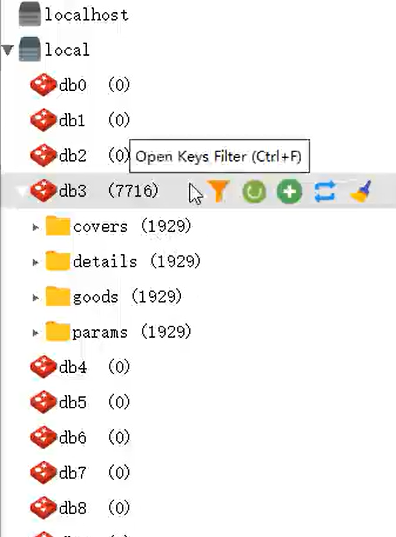 localhost
local
db0 (0)
db1 (0)
db2 (0)
Open Keys Filter (Ctrl+F)
db3 (7716)
covers (1929)
details (1929)
goods (1929)
params (1929)
db4 (0)
db5 (0)
db6 (0)
db7 (0)
db8 (0)